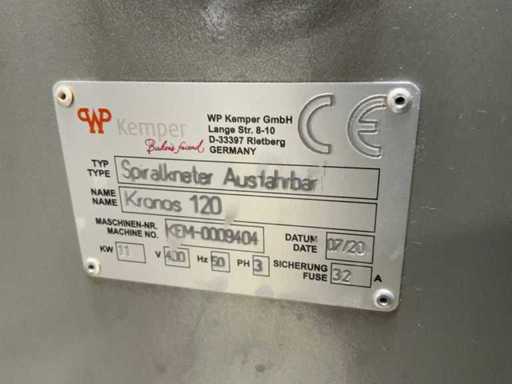 WP Kemper
Bakers friend
WP Kemper GmbH
Lange Str. 8-10
D-33397 Rietberg
GERMANY
CE
TYP
TYPE
Spiralkneter Ausfahrbar
NAME
NAME
Kronos 120
MASCHINEN-NR.
MACHINE NO.
KEM-0009404
DATUM
DATE
07/20
KW 11 V 400 Hz 50 PH 3 SICHERUNG
FUSE 32 A